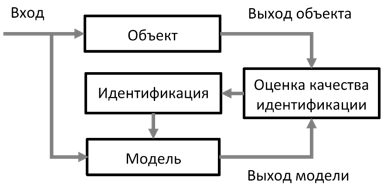 Вход
Выход объекта
Объект
Идентификация
Оценка качества
идентификации
Модель
Выход модели